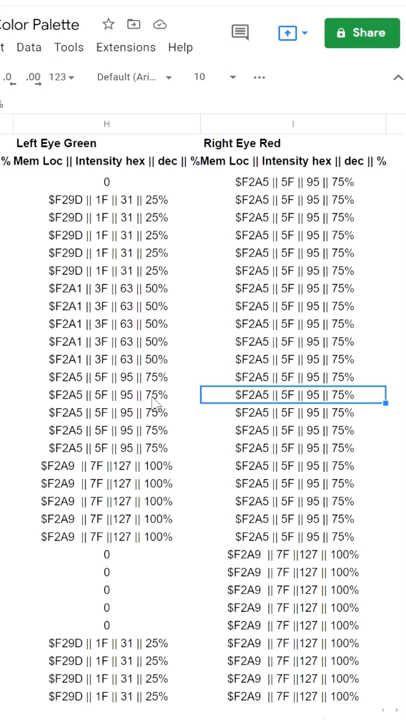 Color Palette
t Data Tools Extensions Help
Share
.0 .00 123 Default (Ari... 10 ...
%
H I
Left Eye Green Right Eye Red
% Mem Loc || Intensity hex || dec || % Mem Loc || Intensity hex || dec || %
0 $F2A5 || 5F || 95 || 75%
$F29D || 1F || 31 || 25% $F2A5 || 5F || 95 || 75%
$F29D || 1F || 31 || 25% $F2A5 || 5F || 95 || 75%
$F29D || 1F || 31 || 25% $F2A5 || 5F || 95 || 75%
$F29D || 1F || 31 || 25% $F2A5 || 5F || 95 || 75%
$F29D || 1F || 31 || 25% $F2A5 || 5F || 95 || 75%
$F2A1 || 3F || 63 || 50% $F2A5 || 5F || 95 || 75%
$F2A1 || 3F || 63 || 50% $F2A5 || 5F || 95 || 75%
$F2A1 || 3F || 63 || 50% $F2A5 || 5F || 95 || 75%
$F2A1 || 3F || 63 || 50% $F2A5 || 5F || 95 || 75%
$F2A1 || 3F || 63 || 50% $F2A5 || 5F || 95 || 75%
$F2A5 || 5F || 95 || 75% $F2A5 || 5F || 95 || 75%
$F2A5 || 5F || 95 || 75% $F2A5 || 5F || 95 || 75%
$F2A5 || 5F || 95 || 75% $F2A5 || 5F || 95 || 75%
$F2A5 || 5F || 95 || 75% $F2A5 || 5F || 95 || 75%
$F2A5 || 5F || 95 || 75% $F2A5 || 5F || 95 || 75%
$F2A9 || 7F ||127 || 100% $F2A5 || 5F || 95 || 75%
$F2A9 || 7F ||127 || 100% $F2A5 || 5F || 95 || 75%
$F2A9 || 7F ||127 || 100% $F2A5 || 5F || 95 || 75%
$F2A9 || 7F ||127 || 100% $F2A5 || 5F || 95 || 75%
$F2A9 || 7F ||127 || 100% $F2A5 || 5F || 95 || 75%
0 $F2A9 || 7F ||127 || 100%
0 $F2A9 || 7F ||127 || 100%
0 $F2A9 || 7F ||127 || 100%
0 $F2A9 || 7F ||127 || 100%
0 $F2A9 || 7F ||127 || 100%
$F29D || 1F || 31 || 25% $F2A9 || 7F ||127 || 100%
$F29D || 1F || 31 || 25% $F2A9 || 7F ||127 || 100%
$F29D || 1F || 31 || 25% $F2A9 || 7F ||127 || 100%
$F29D || 1F || 31 || 25% $F2A9 || 7F ||127 || 100%